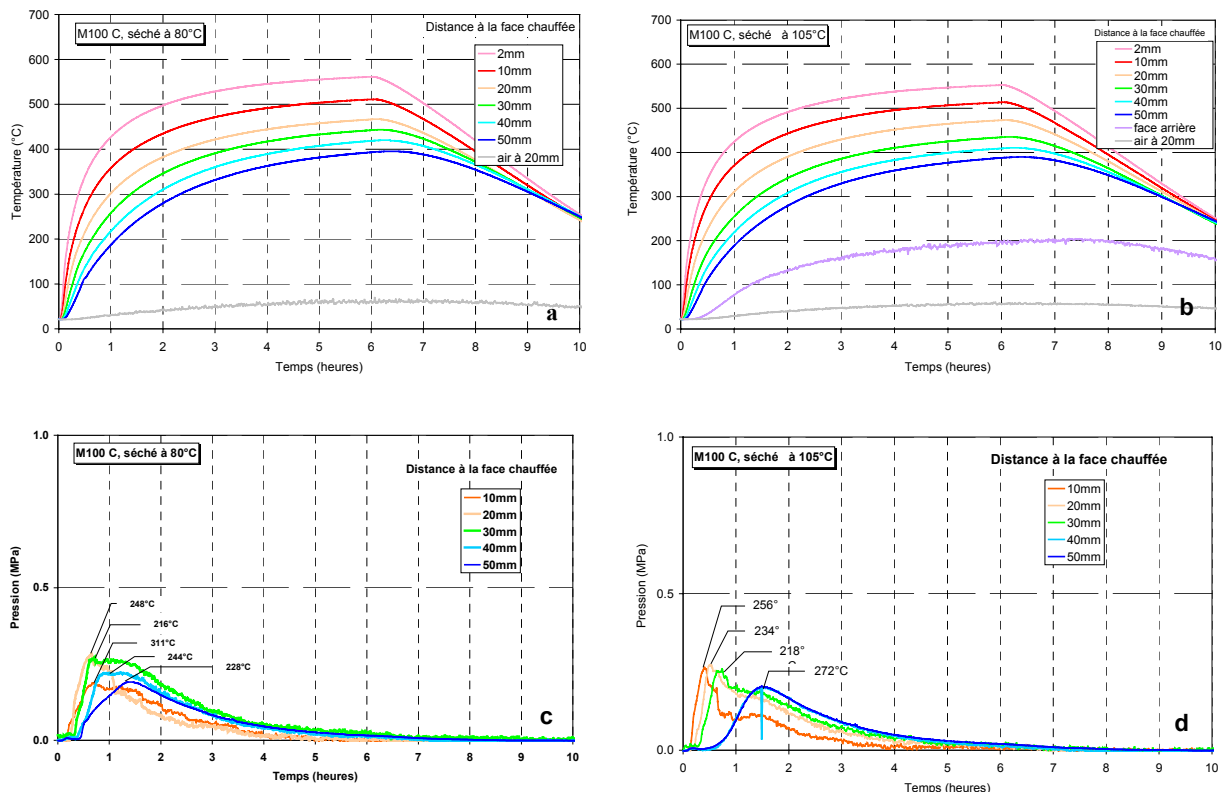 M100 C, séché à 80°C
Distance à la face chauffée
2mm
10mm
20mm
30mm
40mm
50mm
air à 20mm
700
600
500
400
300
200
100
0
Température (°C)
0 1 2 3 4 5 6 7 8 9 10
Temps (heures)
a
M100 C, séché à 105°C
Distance à la face chauffée
2mm
10mm
20mm
30mm
40mm
50mm
face arrière
air à 20mm
700
600
500
400
300
200
100
0
Température (°C)
0 1 2 3 4 5 6 7 8 9 10
Temps (heures)
b
M100 C, séché à 80°C
Distance à la face chauffée
10mm
20mm
30mm
40mm
50mm
1.0
0.5
0.0
Pression (MPa)
248°C
216°C
311°C
244°C
228°C
0 1 2 3 4 5 6 7 8 9 10
Temps (heures)
c
M100 C, séché à 105°C
Distance à la face chauffée
10mm
20mm
30mm
40mm
50mm
1.0
0.5
0.0
Pression (MPa)
256°
234°
218°
272°C
0 1 2 3 4 5 6 7 8 9 10
Temps (heures)
d